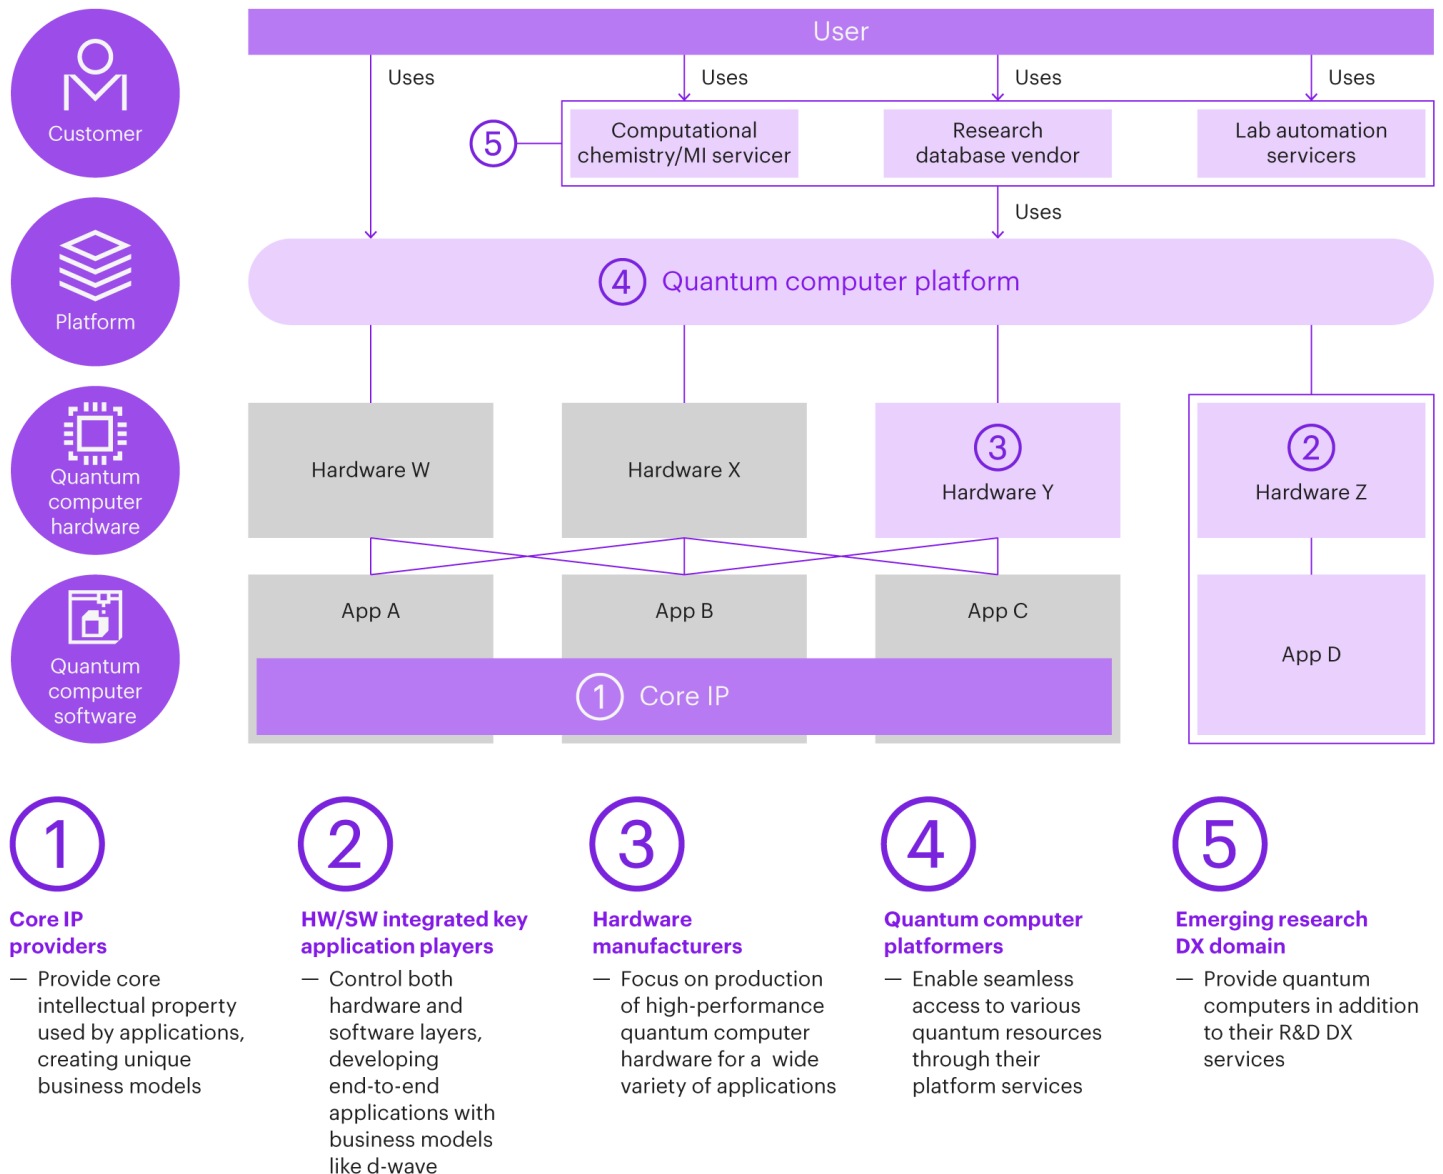 User
Uses
Uses
Uses
Uses
Customer
5
Computational
chemistry/MI servicer
Research
database vendor
Lab automation
servicers
Uses
Platform
4 Quantum computer platform
Quantum
computer
hardware
Hardware W
Hardware X
3
Hardware Y
2
Hardware Z
Quantum
computer
software
App A
App B
App C
App D
1 Core IP
1
Core IP
providers
— Provide core
intellectual property
used by applications,
creating unique
business models
2
HW/SW integrated key
application players
— Control both
hardware and
software layers,
developing
end-to-end
applications with
business models
like d-wave
3
Hardware
manufacturers
— Focus on production
of high-performance
quantum computer
hardware for a wide
variety of applications
4
Quantum computer
platformers
— Enable seamless
access to various
quantum resources
through their
platform services
5
Emerging research
DX domain
— Provide quantum
computers in addition
to their R&D DX
services